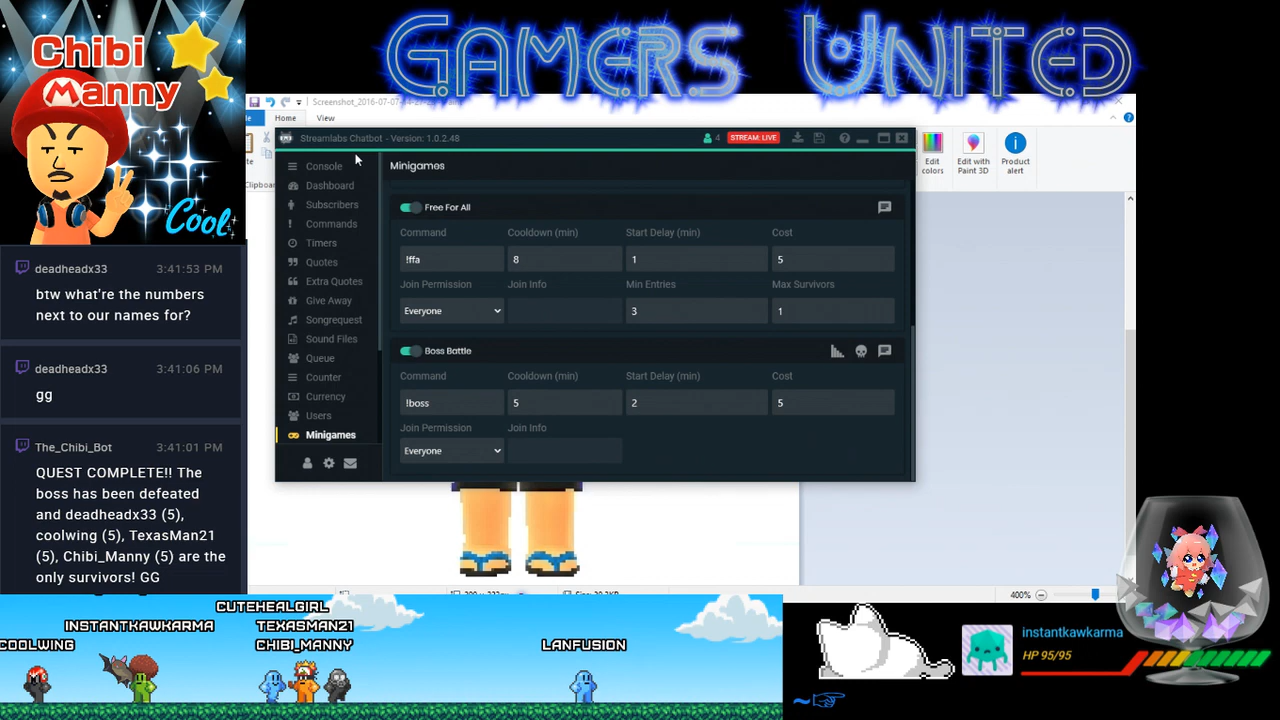 GAMERS UNITED
Chibi
Manny
Cool
Home
View
Streamlabs Chatbot - Version: 1.0.2.48
4
STREAM: LIVE
Edit
colors
Edit with
Paint 3D
Product
alert
Console
Dashboard
Subscribers
Commands
Timers
Quotes
Extra Quotes
Give Away
Songrequest
Sound Files
Queue
Counter
Currency
Users
Minigames
Minigames
Free For All
Command
Cooldown (min)
Start Delay (min)
Cost
!ffa
8
1
5
Join Permission
Join Info
Min Entries
Max Survivors
Everyone
3
1
Boss Battle
Command
Cooldown (min)
Start Delay (min)
Cost
!boss
5
2
5
Join Permission
Join Info
Everyone
deadheadx33
3:41:53 PM
btw what're the numbers
next to our names for?
deadheadx33
3:41:06 PM
gg
The_Chibi_Bot
3:41:01 PM
QUEST COMPLETE!! The
boss has been defeated
and deadheadx33 (5),
coolwing (5), TexasMan21
(5), Chibi_Manny (5) are the
only survivors! GG
400%
CUTEHEALGIRL
INSTANTKAWKARMA
TEXASMAN21
COOLWING
CHIBI_MANNY
LANFUSION
instantkawkarma
HP 95/95